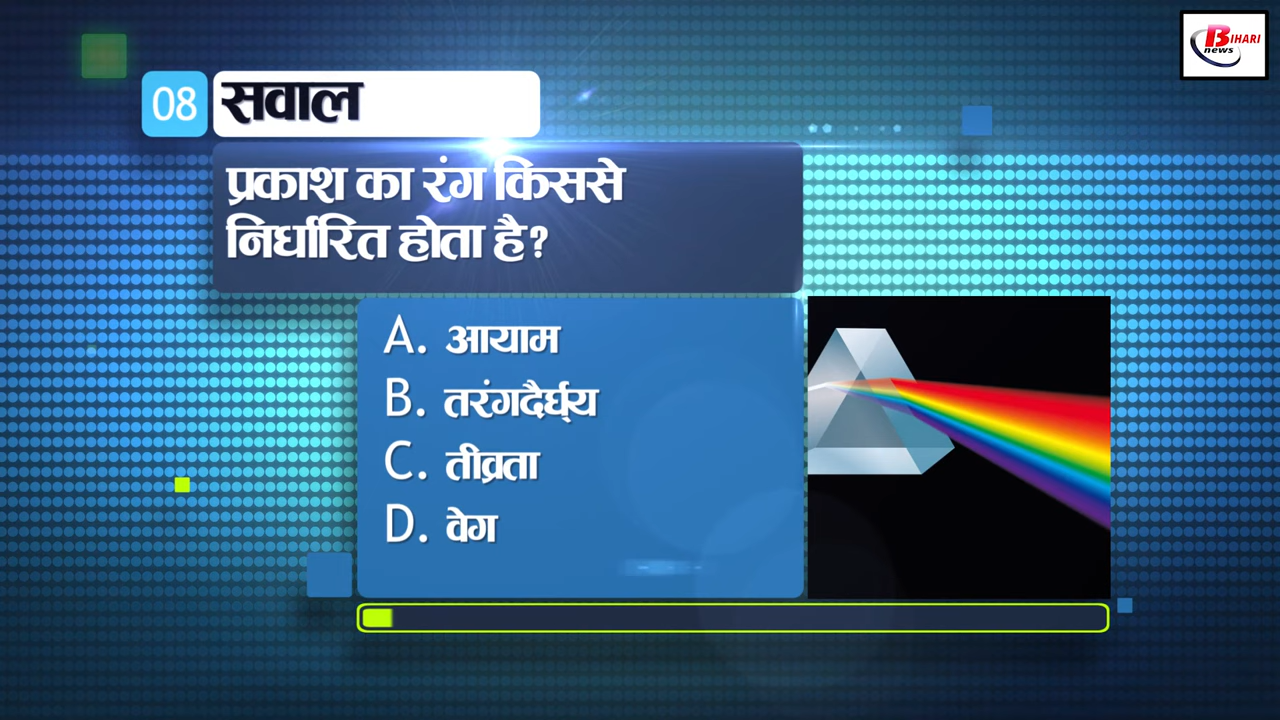 BIHARI
news
08 सवाल
प्रकाश का रंग किससे
निर्धारित होता है?
A. आयाम
B. तरंगदैर्घ्य
C. तीव्रता
D. वेग